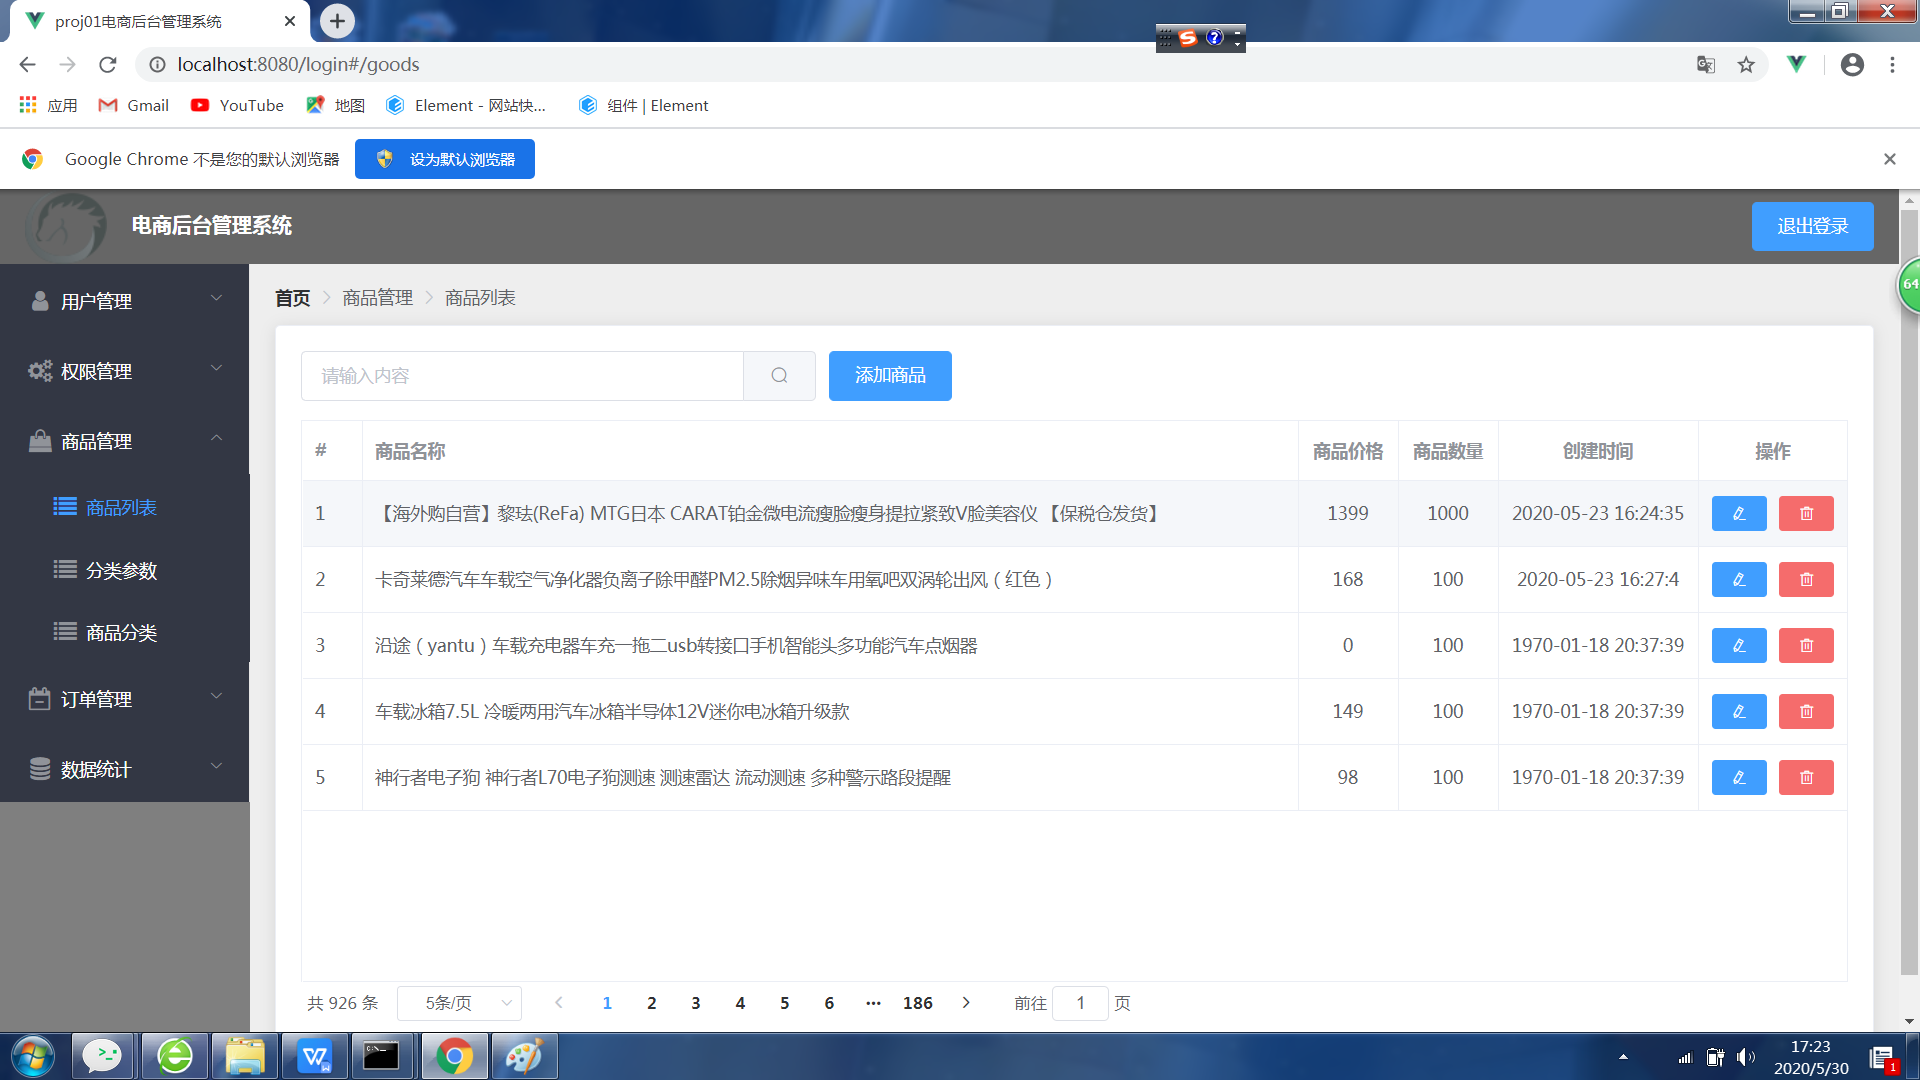 proj01电商后台管理系统
localhost:8080/login#/goods
应用 Gmail YouTube 地图 Element - 网站快... 组件 | Element
Google Chrome 不是您的默认浏览器 设为默认浏览器
电商后台管理系统 退出登录
64
用户管理
权限管理
商品管理
商品列表
分类参数
商品分类
订单管理
数据统计
首页 商品管理 商品列表
请输入内容 添加商品
# 商品名称 商品价格 商品数量 创建时间 操作
1 【海外购自营】黎珐(ReFa) MTG日本 CARAT铂金微电流瘦脸瘦身提拉紧致V脸美容仪 【保税仓发货】 1399 1000 2020-05-23 16:24:35
2 卡奇莱德汽车车载空气净化器负离子除甲醛PM2.5除烟异味车用氧吧双涡轮出风（红色） 168 100 2020-05-23 16:27:4
3 沿途（yantu）车载充电器车充一拖二usb转接口手机智能头多功能汽车点烟器 0 100 1970-01-18 20:37:39
4 车载冰箱7.5L 冷暖两用汽车冰箱半导体12V迷你电冰箱升级款 149 100 1970-01-18 20:37:39
5 神行者电子狗 神行者L70电子狗测速 测速雷达 流动测速 多种警示路段提醒 98 100 1970-01-18 20:37:39
共 926 条 5条/页 1 2 3 4 5 6 ··· 186 前往 1 页
17:23
2020/5/30
1